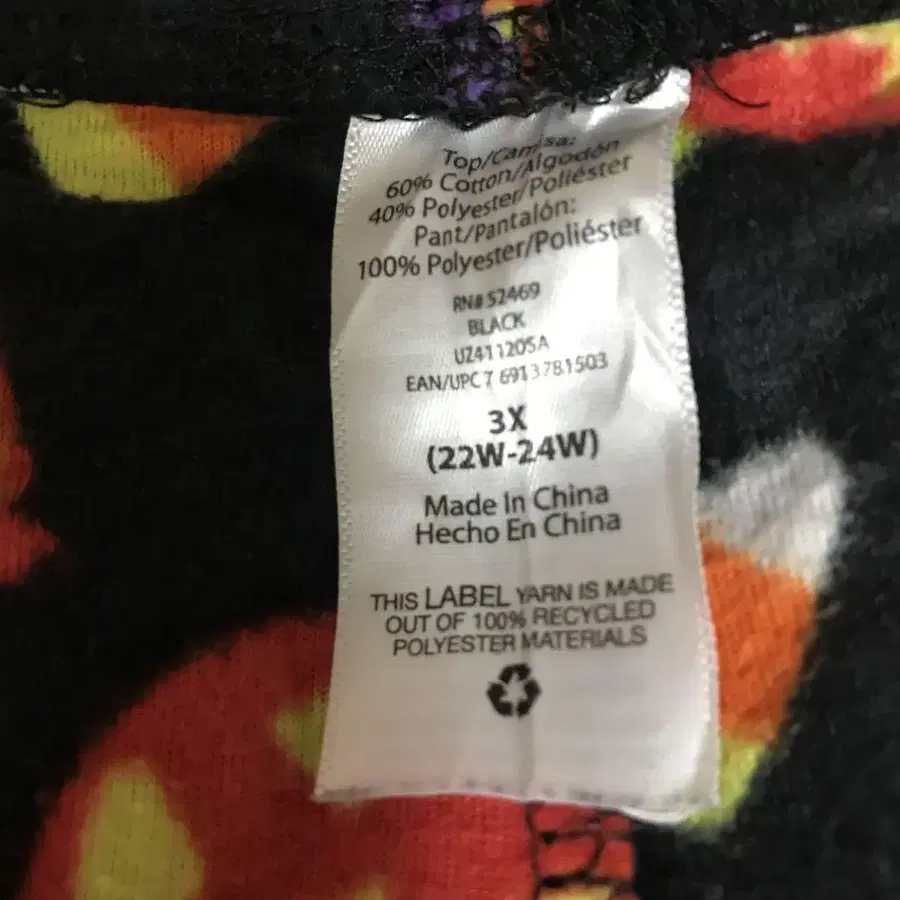 Top/Camisa:
60% Cotton/Algodón
40% Polyester/Poliéster
Pant/Pantalón:
100% Polyester/Poliéster
RN# 52469
BLACK
UZ41120SA
EAN/UPC 7 6913781503
3X
(22W-24W)
Made In China
Hecho En China
THIS LABEL YARN IS MADE
OUT OF 100% RECYCLED
POLYESTER MATERIALS